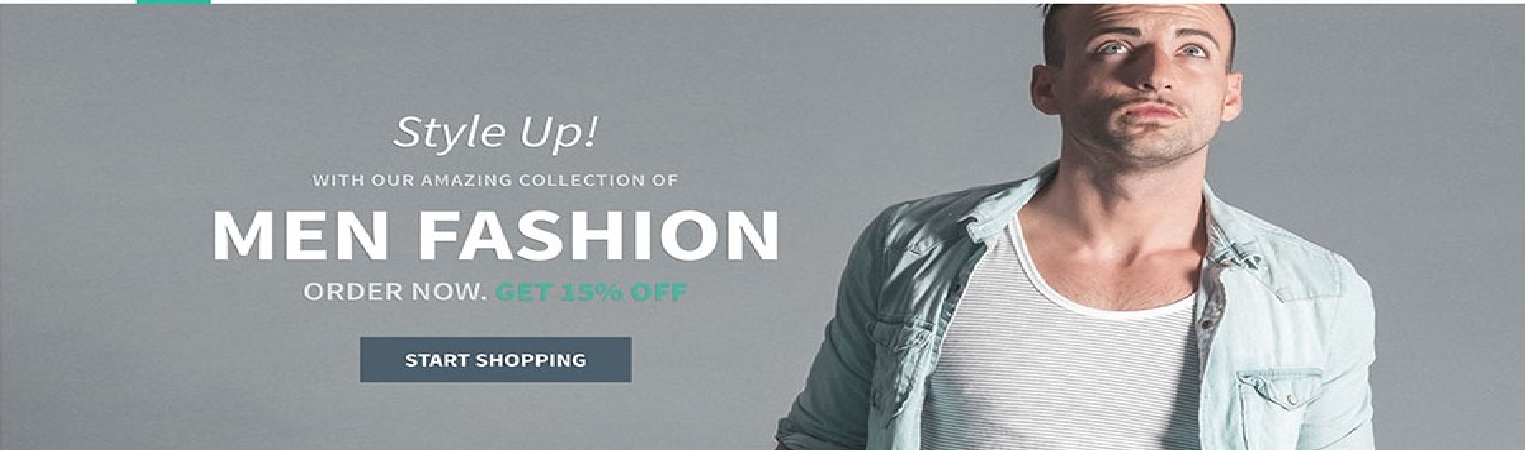 Style Up!
WITH OUR AMAZING COLLECTION OF
MEN FASHION
ORDER NOW. GET 15% OFF
START SHOPPING